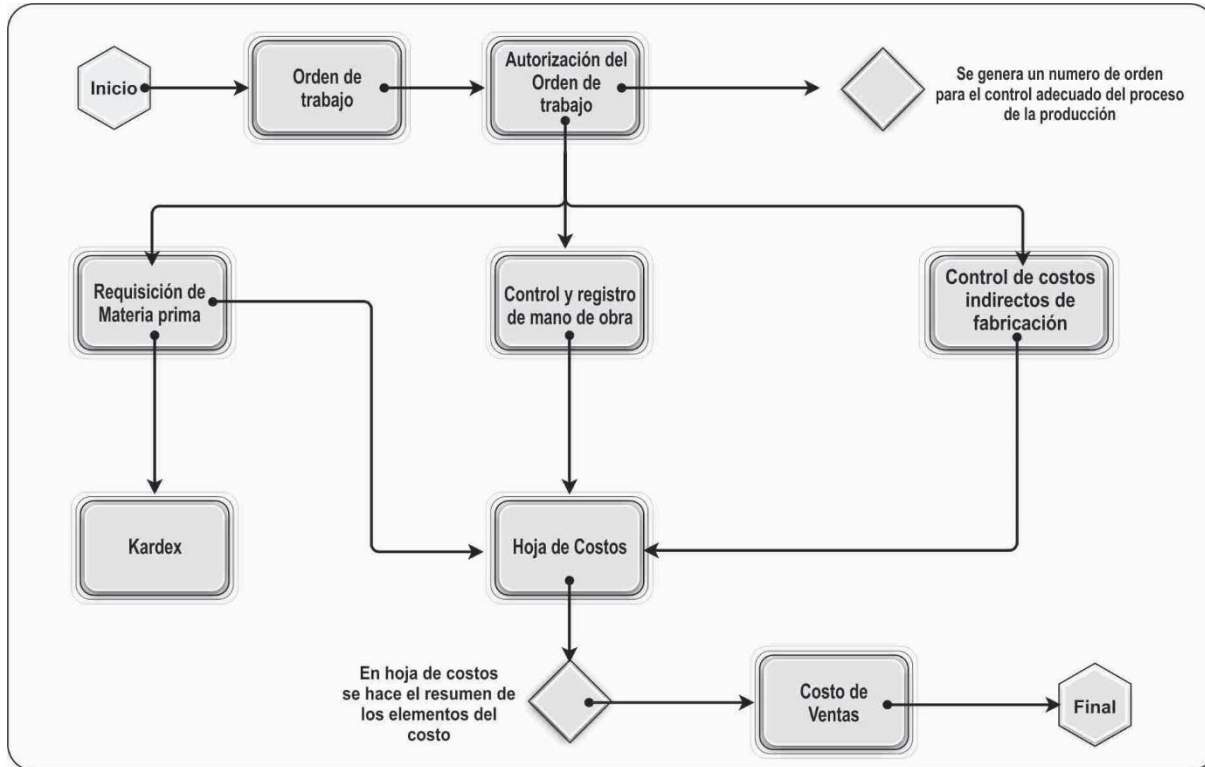 Inicio
Orden de
trabajo
Autorización del
Orden de
trabajo
Se genera un numero de orden
para el control adecuado del proceso
de la producción
Requisición de
Materia prima
Control y registro
de mano de obra
Control de costos
indirectos de
fabricación
Kardex
Hoja de Costos
En hoja de costos
se hace el resumen de
los elementos del
costo
Costo de
Ventas
Final